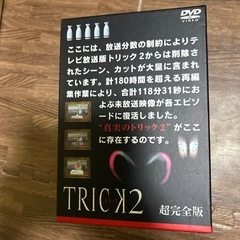 DVD
VIDEO
ここには、放送分数の制約によりテ
レビ放送版トリック2からは削除さ
れたシーン、カットが大量に含まれ
ています。計180時間を超える再編
集作業により、合計118分31秒にお
よぶ未放送映像が各エピソ
ードに復活しました。
“真実のトリック2”がここ
に存在するのです。
TRICK2
超完全版